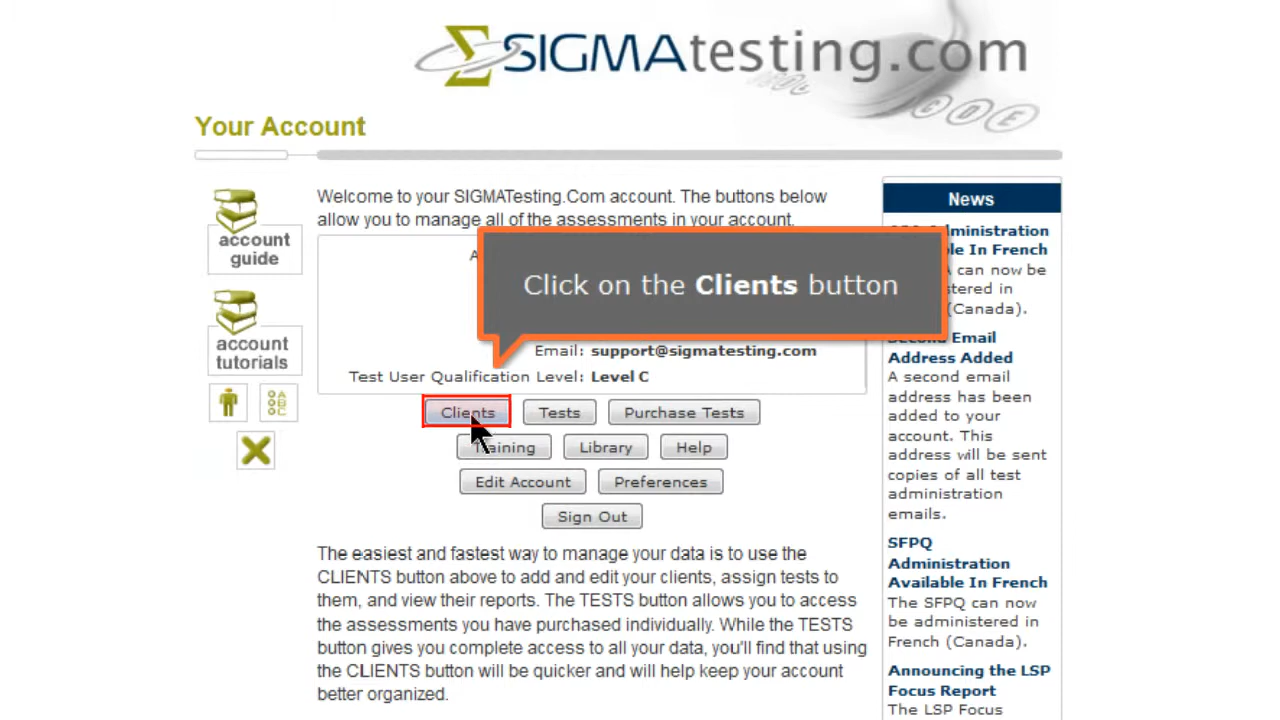 SIGMAtesting.com
Your Account
account
guide
account
tutorials
Welcome to your SIGMATesting.Com account. The buttons below
allow you to manage all of the assessments in your account.
A
Click on the Clients button
Email: support@sigmatesting.com
Test User Qualification Level: Level C
Clients Tests Purchase Tests
Training Library Help
Edit Account Preferences
Sign Out
The easiest and fastest way to manage your data is to use the
CLIENTS button above to add and edit your clients, assign tests to
them, and view their reports. The TESTS button allows you to access
the assessments you have purchased individually. While the TESTS
button gives you complete access to all your data, you'll find that using
the CLIENTS button will be quicker and will help keep your account
better organized.
News
dministration
le In French
A can now be
istered in
(Canada).
Second Email
Address Added
A second email
address has been
added to your
account. This
address will be sent
copies of all test
administration
emails.
SFPQ
Administration
Available In French
The SFPQ can now
be administered in
French (Canada).
Announcing the LSP
Focus Report
The LSP Focus